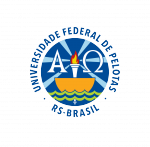 UNIVERSIDADE FEDERAL DE PELOTAS
Α Ω
RS-BRASIL